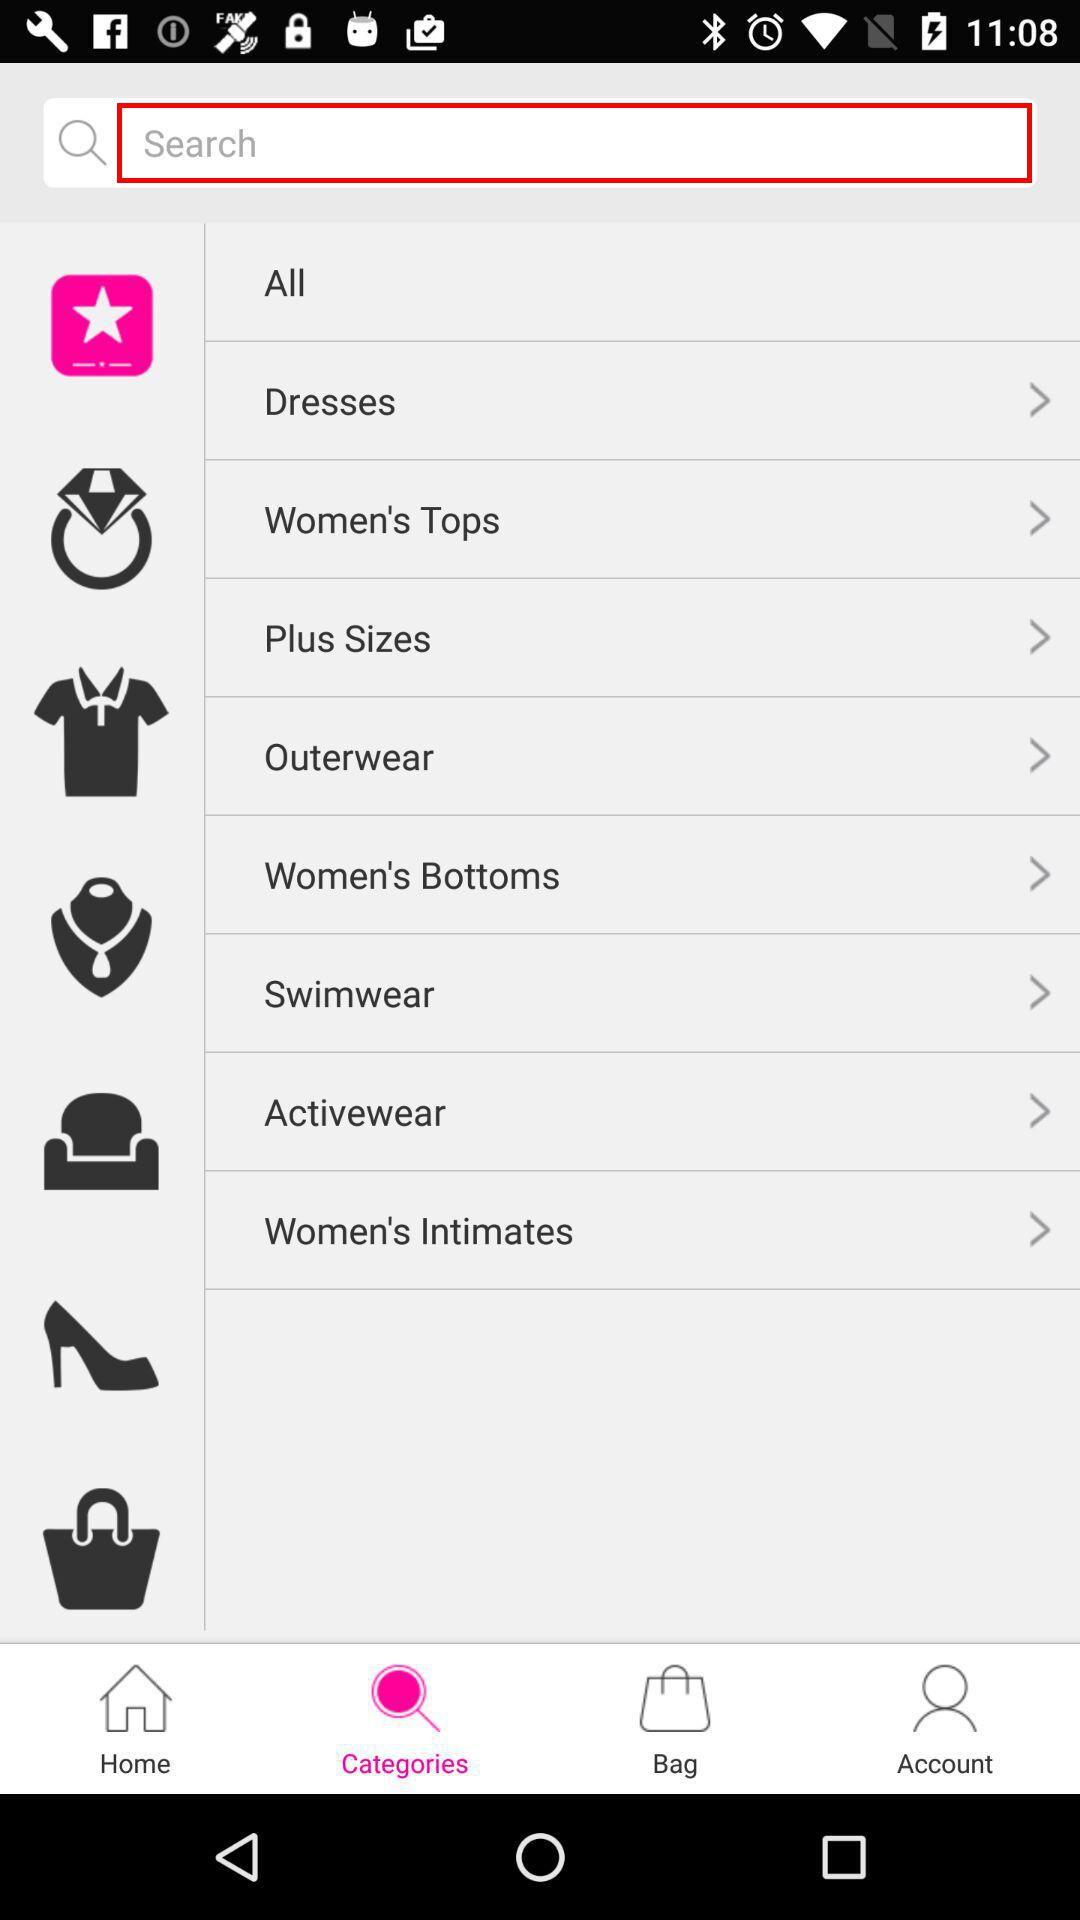 FAKE
11:08
Search
All
Dresses
Women's Tops
Plus Sizes
Outerwear
Women's Bottoms
Swimwear
Activewear
Women's Intimates
Home
Categories
Bag
Account